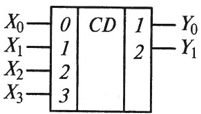 X₀ 0 CD 1 Y₀
X₁ 1 2 Y₁
X₂ 2
X₃ 3